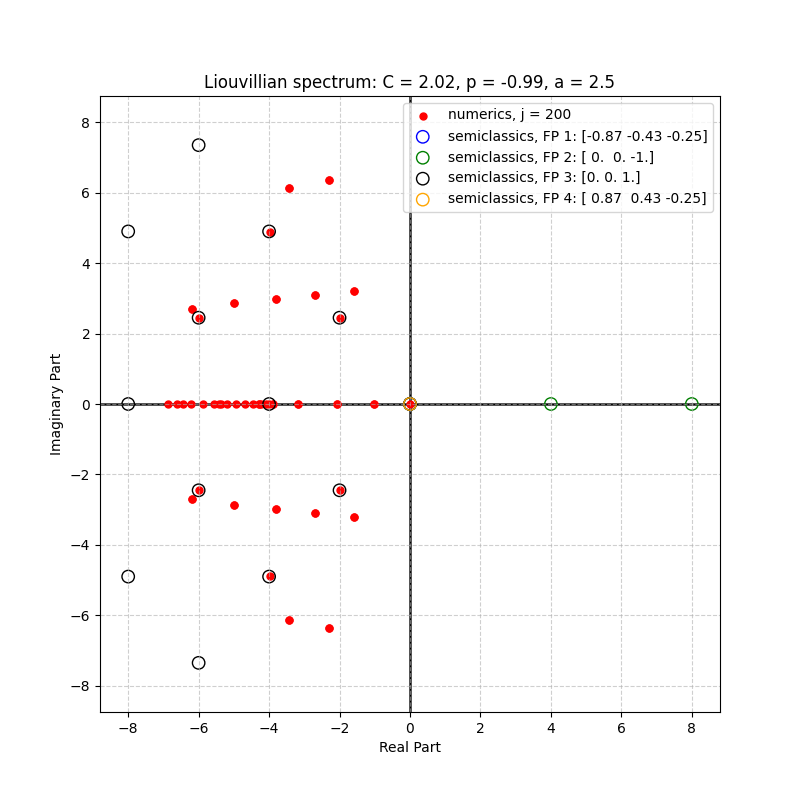 Liouvillian spectrum: C = 2.02, p = -0.99, a = 2.5
numerics, j = 200
semiclassics, FP 1: [-0.87 -0.43 -0.25]
semiclassics, FP 2: [ 0.  0. -1.]
semiclassics, FP 3: [0. 0. 1.]
semiclassics, FP 4: [ 0.87  0.43 -0.25]
8
6
4
2
0
−2
−4
−6
−8
Imaginary Part
−8 −6 −4 −2 0 2 4 6 8
Real Part